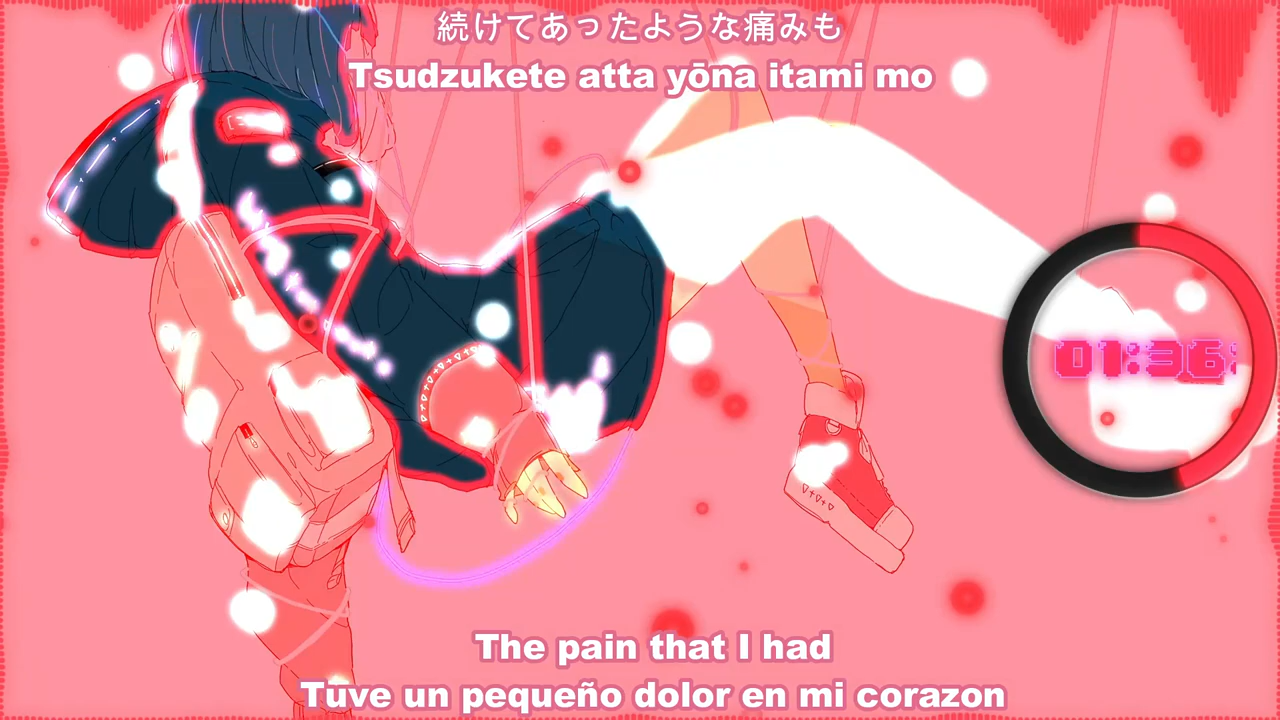 続けてあったような痛みも
Tsudzukete atta yōna itami mo
01:36:
The pain that I had
Tuve un pequeño dolor en mi corazon